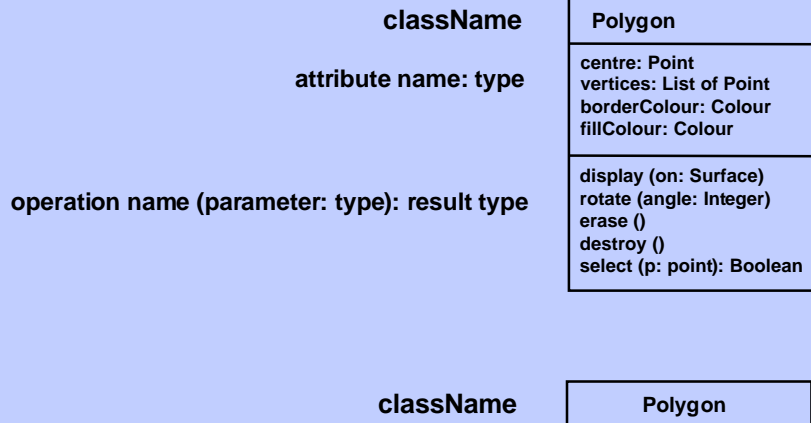 className
Polygon
attribute name: type
centre: Point
vertices: List of Point
borderColour: Colour
fillColour: Colour
operation name (parameter: type): result type
display (on: Surface)
rotate (angle: Integer)
erase ()
destroy ()
select (p: point): Boolean
className
Polygon